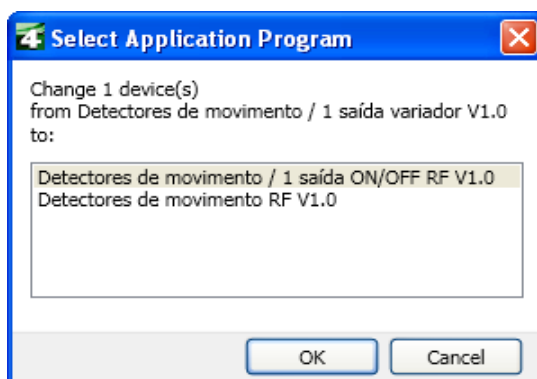 4 Select Application Program
Change 1 device(s)
from Detectores de movimento / 1 saída variador V1.0
to:
Detectores de movimento / 1 saída ON/OFF RF V1.0
Detectores de movimento RF V1.0
OK Cancel